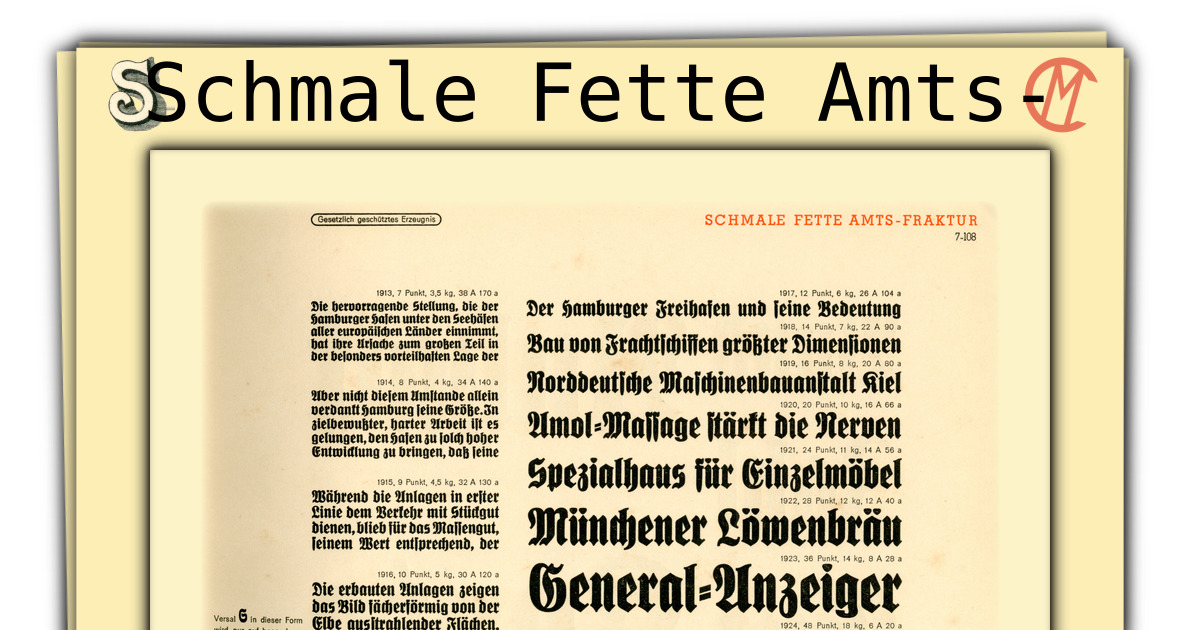 Schmale Fette Amts-
Gesetzlich geschütztes Erzeugnis
SCHMALE FETTE AMTS-FRAKTUR
7-108
1913, 7 Punkt, 3,5 kg, 38 A 170 a
Die hervorragende Stellung, die der
Hamburger Hafen unter den Seehäfen
aller europäischen Länder einnimmt,
hat ihre Ursache zum großen Teil in
der besonders vorteilhaften Lage der
1914, 8 Punkt, 4 kg, 34 A 140 a
Aber nicht diesem Umstande allein
verdankt Hamburg seine Größe. In
zielbewußter, harter Arbeit ist es
gelungen, den Hafen zu solch hoher
Entwicklung zu bringen, daß seine
1915, 9 Punkt, 4,5 kg, 32 A 130 a
Während die Anlagen in erster
Linie dem Verkehr mit Stückgut
dienen, blieb für das Massengut,
seinem Wert entsprechend, der
1916, 10 Punkt, 5 kg, 30 A 120 a
Die erbauten Anlagen zeigen
das Bild fächerförmig von der
Elbe ausstrahlender Flächen,
Versal G in dieser Form
1917, 12 Punkt, 6 kg, 26 A 104 a
Der Hamburger Freihafen und seine Bedeutung
1918, 14 Punkt, 7 kg, 22 A 90 a
Bau von Frachtschiffen größter Dimensionen
1919, 16 Punkt, 8 kg, 20 A 80 a
Norddeutsche Maschinenbauanstalt Kiel
1920, 20 Punkt, 10 kg, 16 A 66 a
Amol-Massage stärkt die Nerven
1921, 24 Punkt, 11 kg, 14 A 56 a
Spezialhaus für Einzelmöbel
1922, 28 Punkt, 12 kg, 12 A 40 a
Münchener Löwenbräu
1923, 36 Punkt, 14 kg, 8 A 28 a
General-Anzeiger
1924, 48 Punkt, 18 kg, 6 A 20 a